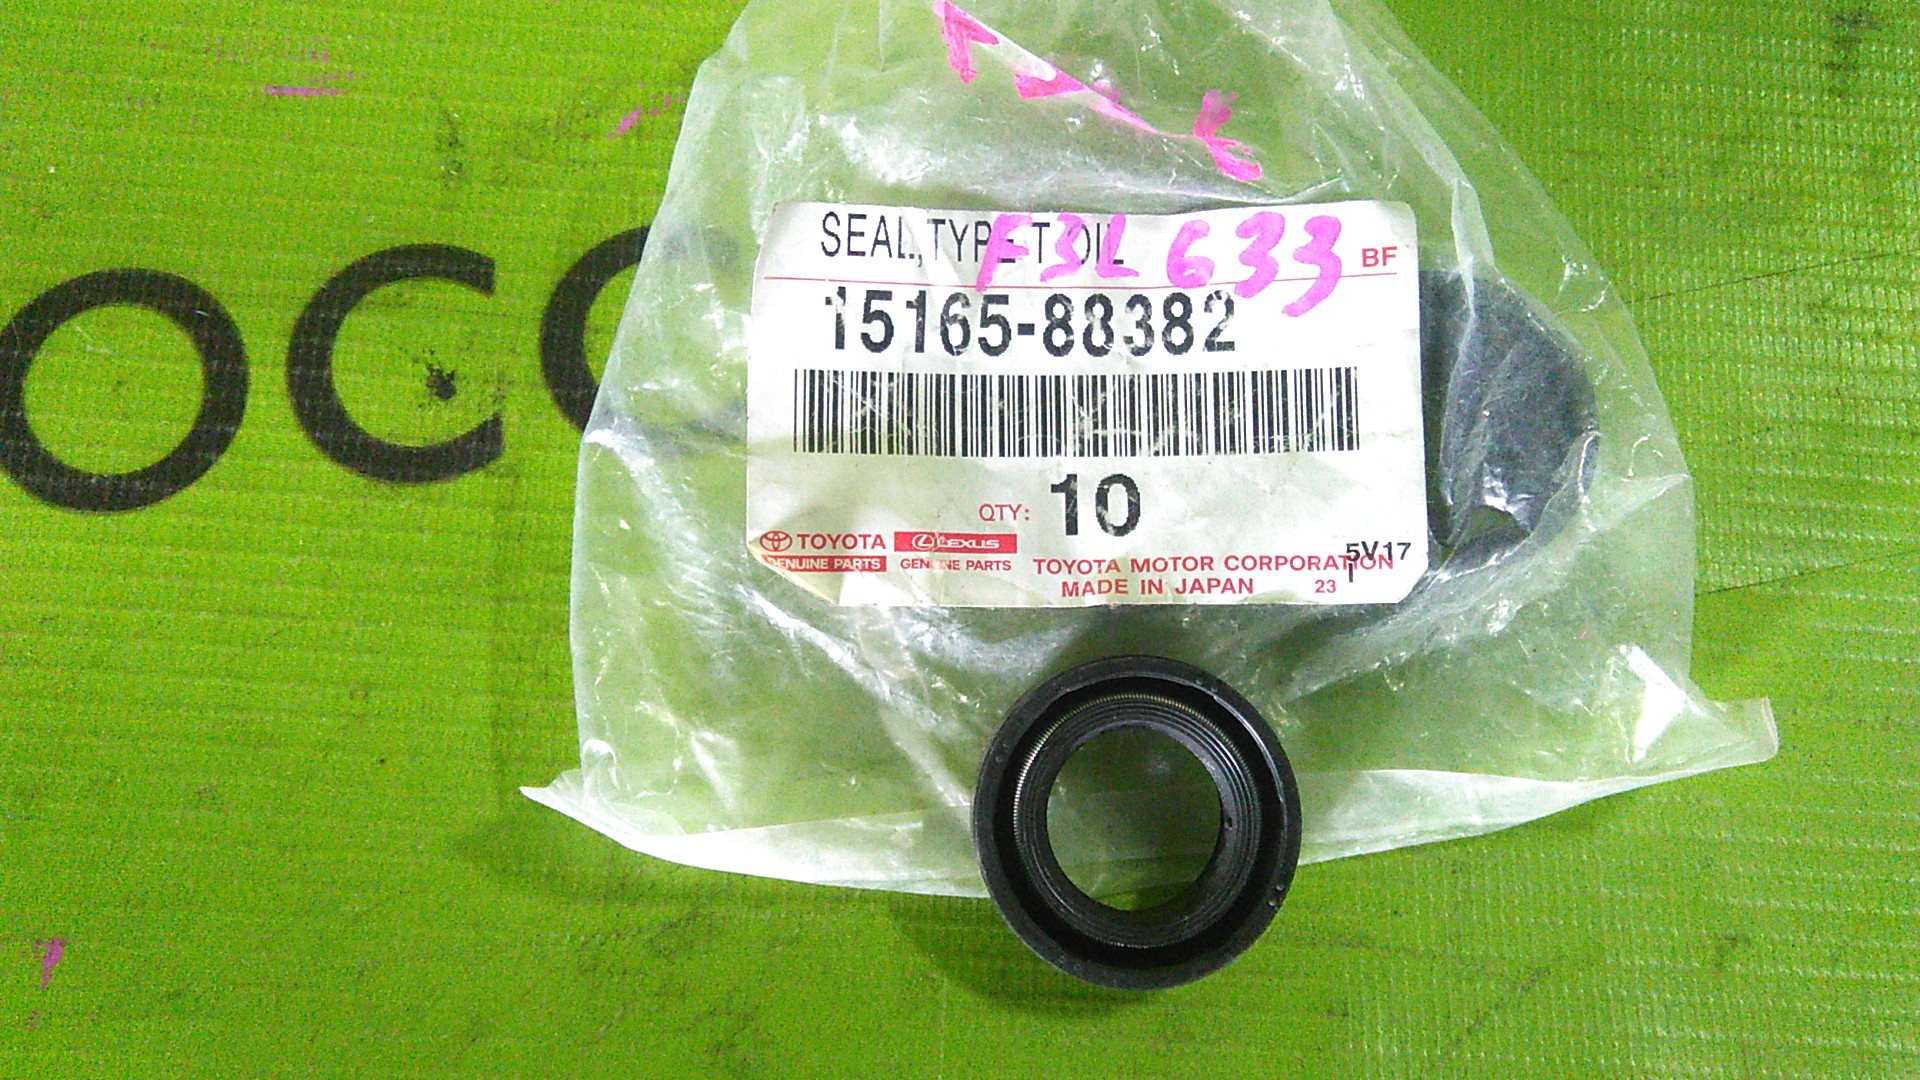 OCC
SEAL, TYPE T OIL
F3L 633
BF
15165-88382
QTY: 10
TOYOTA LEXUS
GENUINE PARTS GENUINE PARTS
TOYOTA MOTOR CORPORATION
5V17
MADE IN JAPAN 23